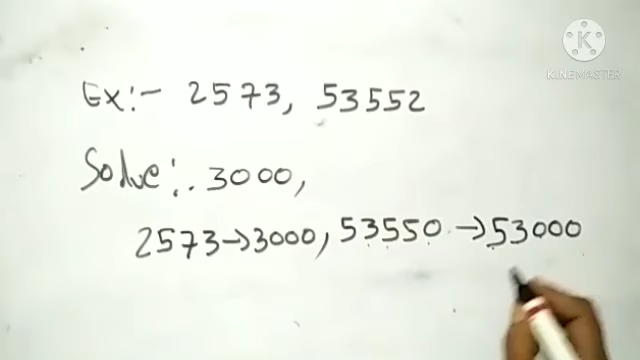 KINEMASTER
Ex:- 2573, 53552
Solve:. 3000,
2573→3000, 53550 →53000